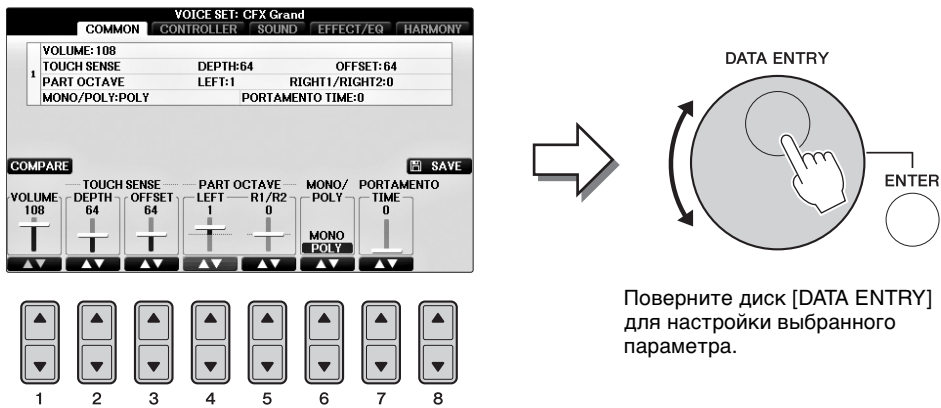 VOICE SET: CFX Grand
COMMON CONTROLLER SOUND EFFECT/EQ HARMONY
1
VOLUME: 108
TOUCH SENSE DEPTH:64 OFFSET:64
PART OCTAVE LEFT:1 RIGHT1/RIGHT2:0
MONO/POLY:POLY PORTAMENTO TIME:0
COMPARE SAVE
TOUCH SENSE PART OCTAVE MONO/ PORTAMENTO
VOLUME DEPTH OFFSET LEFT R1/R2 POLY TIME
108 64 64 1 0 0
MONO
POLY
1 2 3 4 5 6 7 8
DATA ENTRY
ENTER
Поверните диск [DATA ENTRY]
для настройки выбранного
параметра.